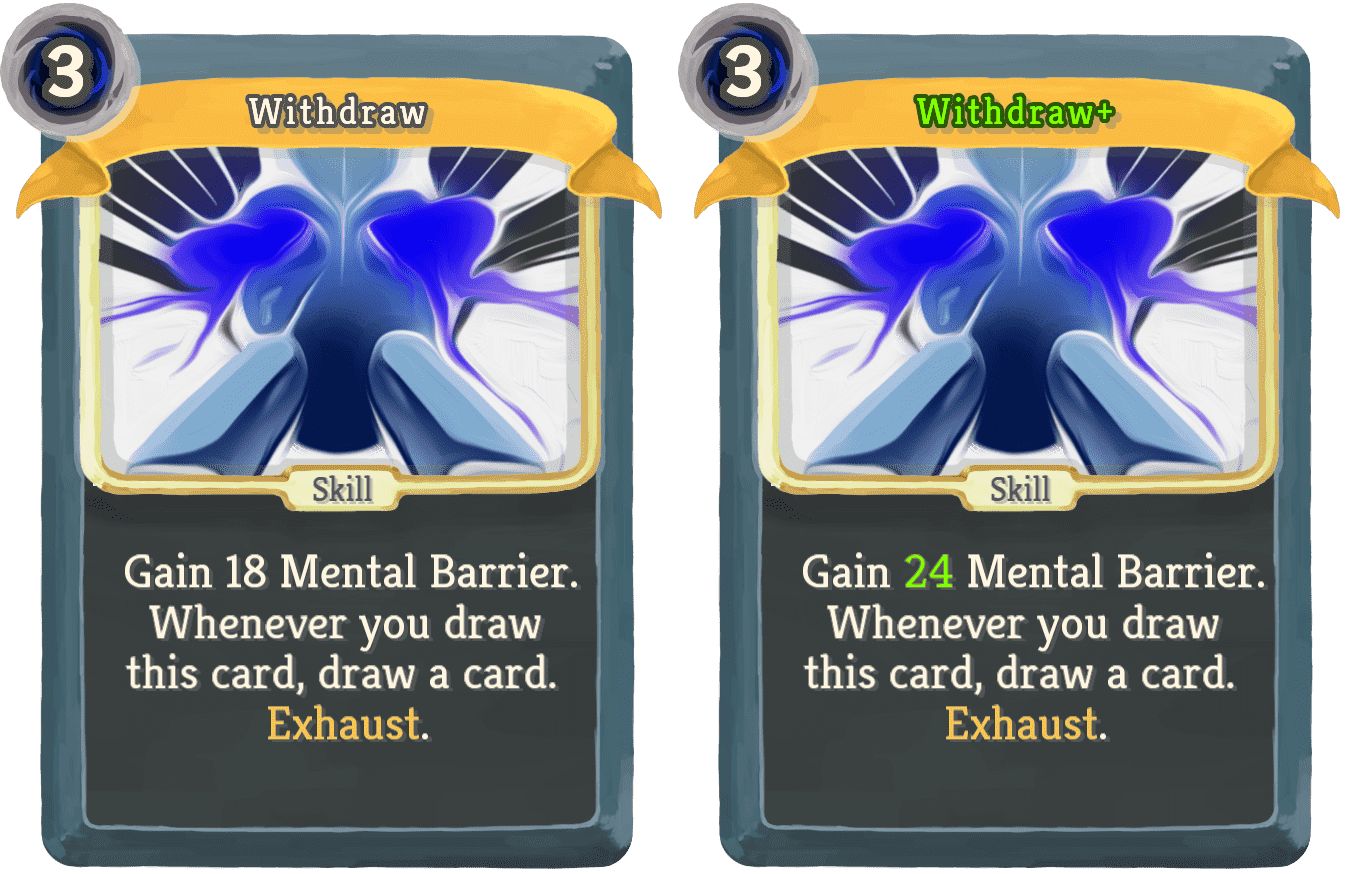 3
Withdraw
Skill
Gain 18 Mental Barrier.
Whenever you draw
this card, draw a card.
Exhaust.
3
Withdraw+
Skill
Gain 24 Mental Barrier.
Whenever you draw
this card, draw a card.
Exhaust.